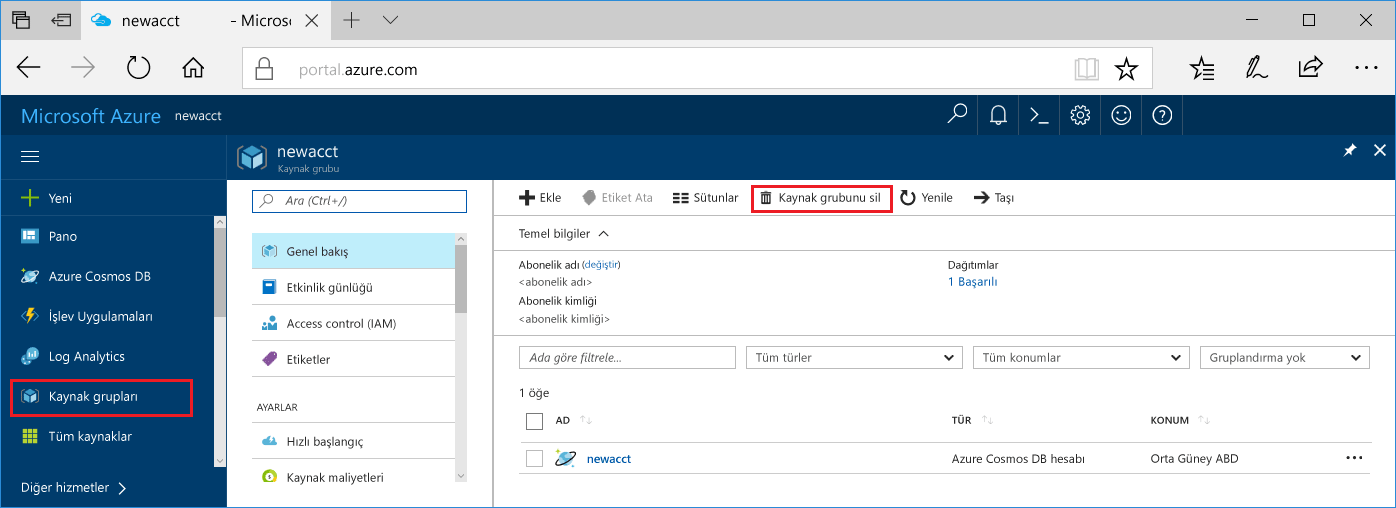 newacct - Microso
portal.azure.com
Microsoft Azure newacct
newacct
Kaynak grubu
Yeni
Pano
Azure Cosmos DB
İşlev Uygulamaları
Log Analytics
Kaynak grupları
Tüm kaynaklar
Diğer hizmetler
Ara (Ctrl+/)
Genel bakış
Etkinlik günlüğü
Access control (IAM)
Etiketler
AYARLAR
Hızlı başlangıç
Kaynak maliyetleri
Ekle Etiket Ata Sütunlar Kaynak grubunu sil Yenile Taşı
Temel bilgiler
Abonelik adı (değiştir) Dağıtımlar
<abonelik adı> 1 Başarılı
Abonelik kimliği
<abonelik kimliği>
Ada göre filtrele... Tüm türler Tüm konumlar Gruplandırma yok
1 öğe
AD TÜR KONUM
newacct Azure Cosmos DB hesabı Orta Güney ABD